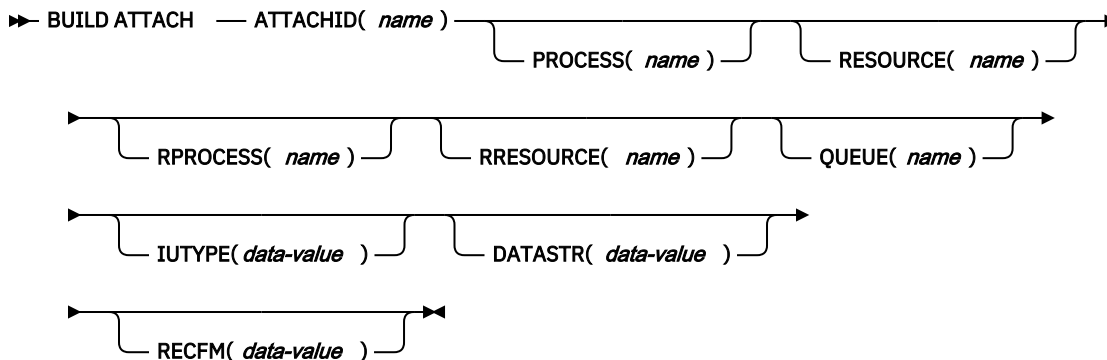 BUILD ATTACH ATTACHID( name )
PROCESS( name ) RESOURCE( name )
RPROCESS( name ) RRESOURCE( name ) QUEUE( name )
IUTYPE( data-value ) DATASTR( data-value )
RECFM( data-value )